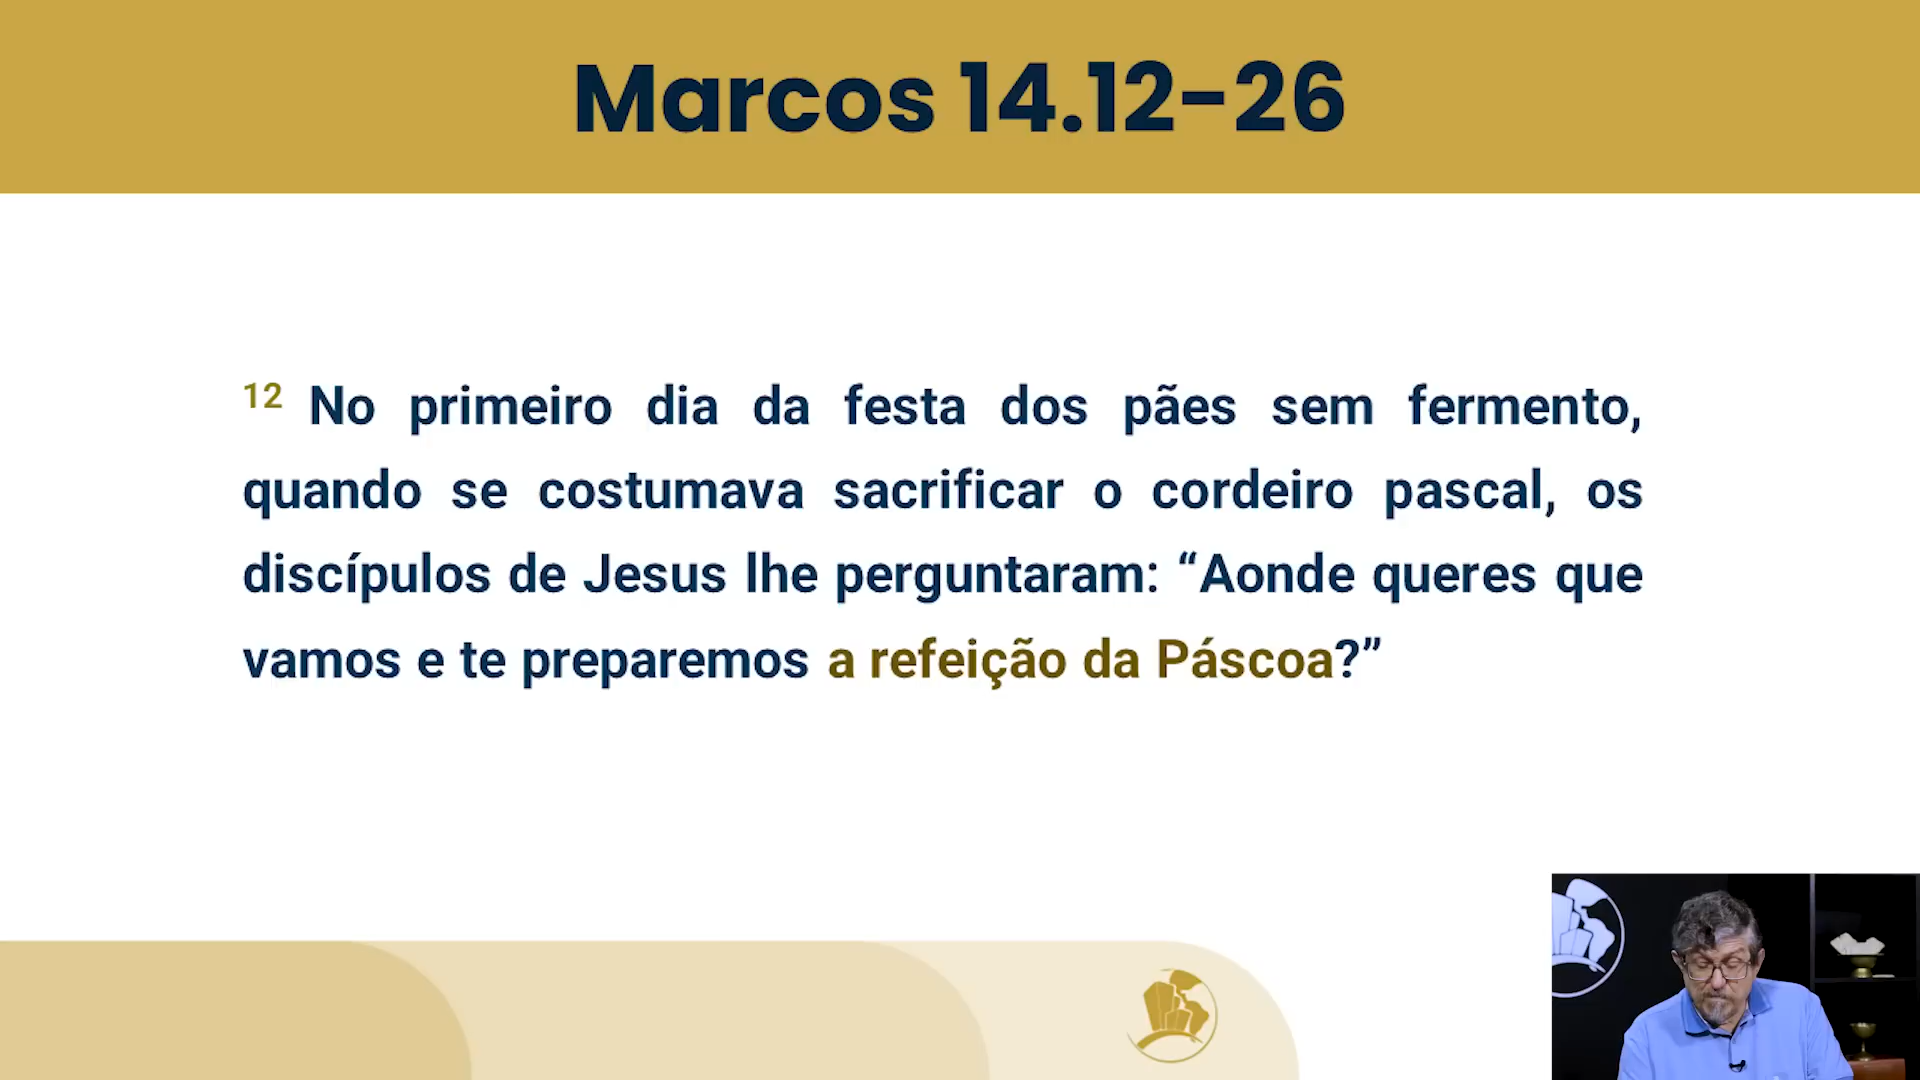 Marcos 14.12-26
12 No primeiro dia da festa dos pães sem fermento,
quando se costumava sacrificar o cordeiro pascal, os
discípulos de Jesus lhe perguntaram: “Aonde queres que
vamos e te preparemos a refeição da Páscoa?”